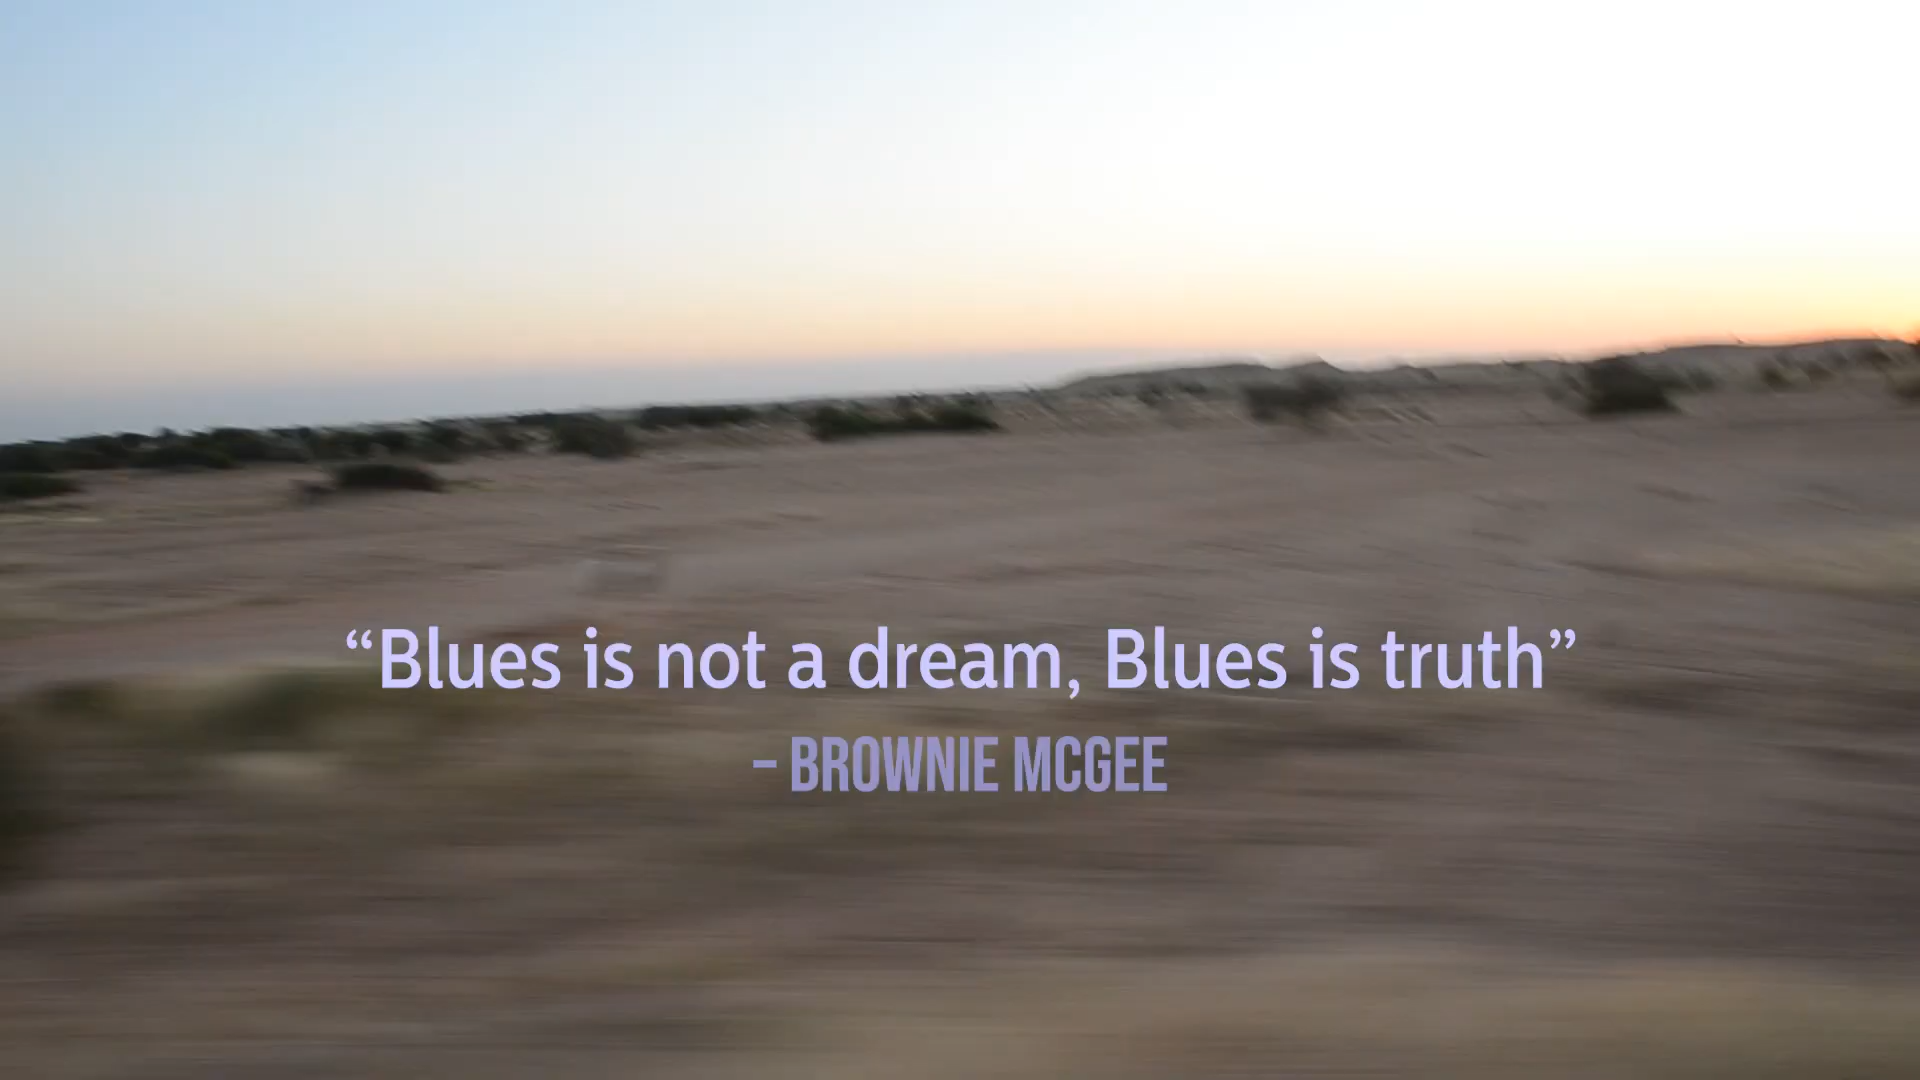 “Blues is not a dream, Blues is truth”
– BROWNIE MCGEE